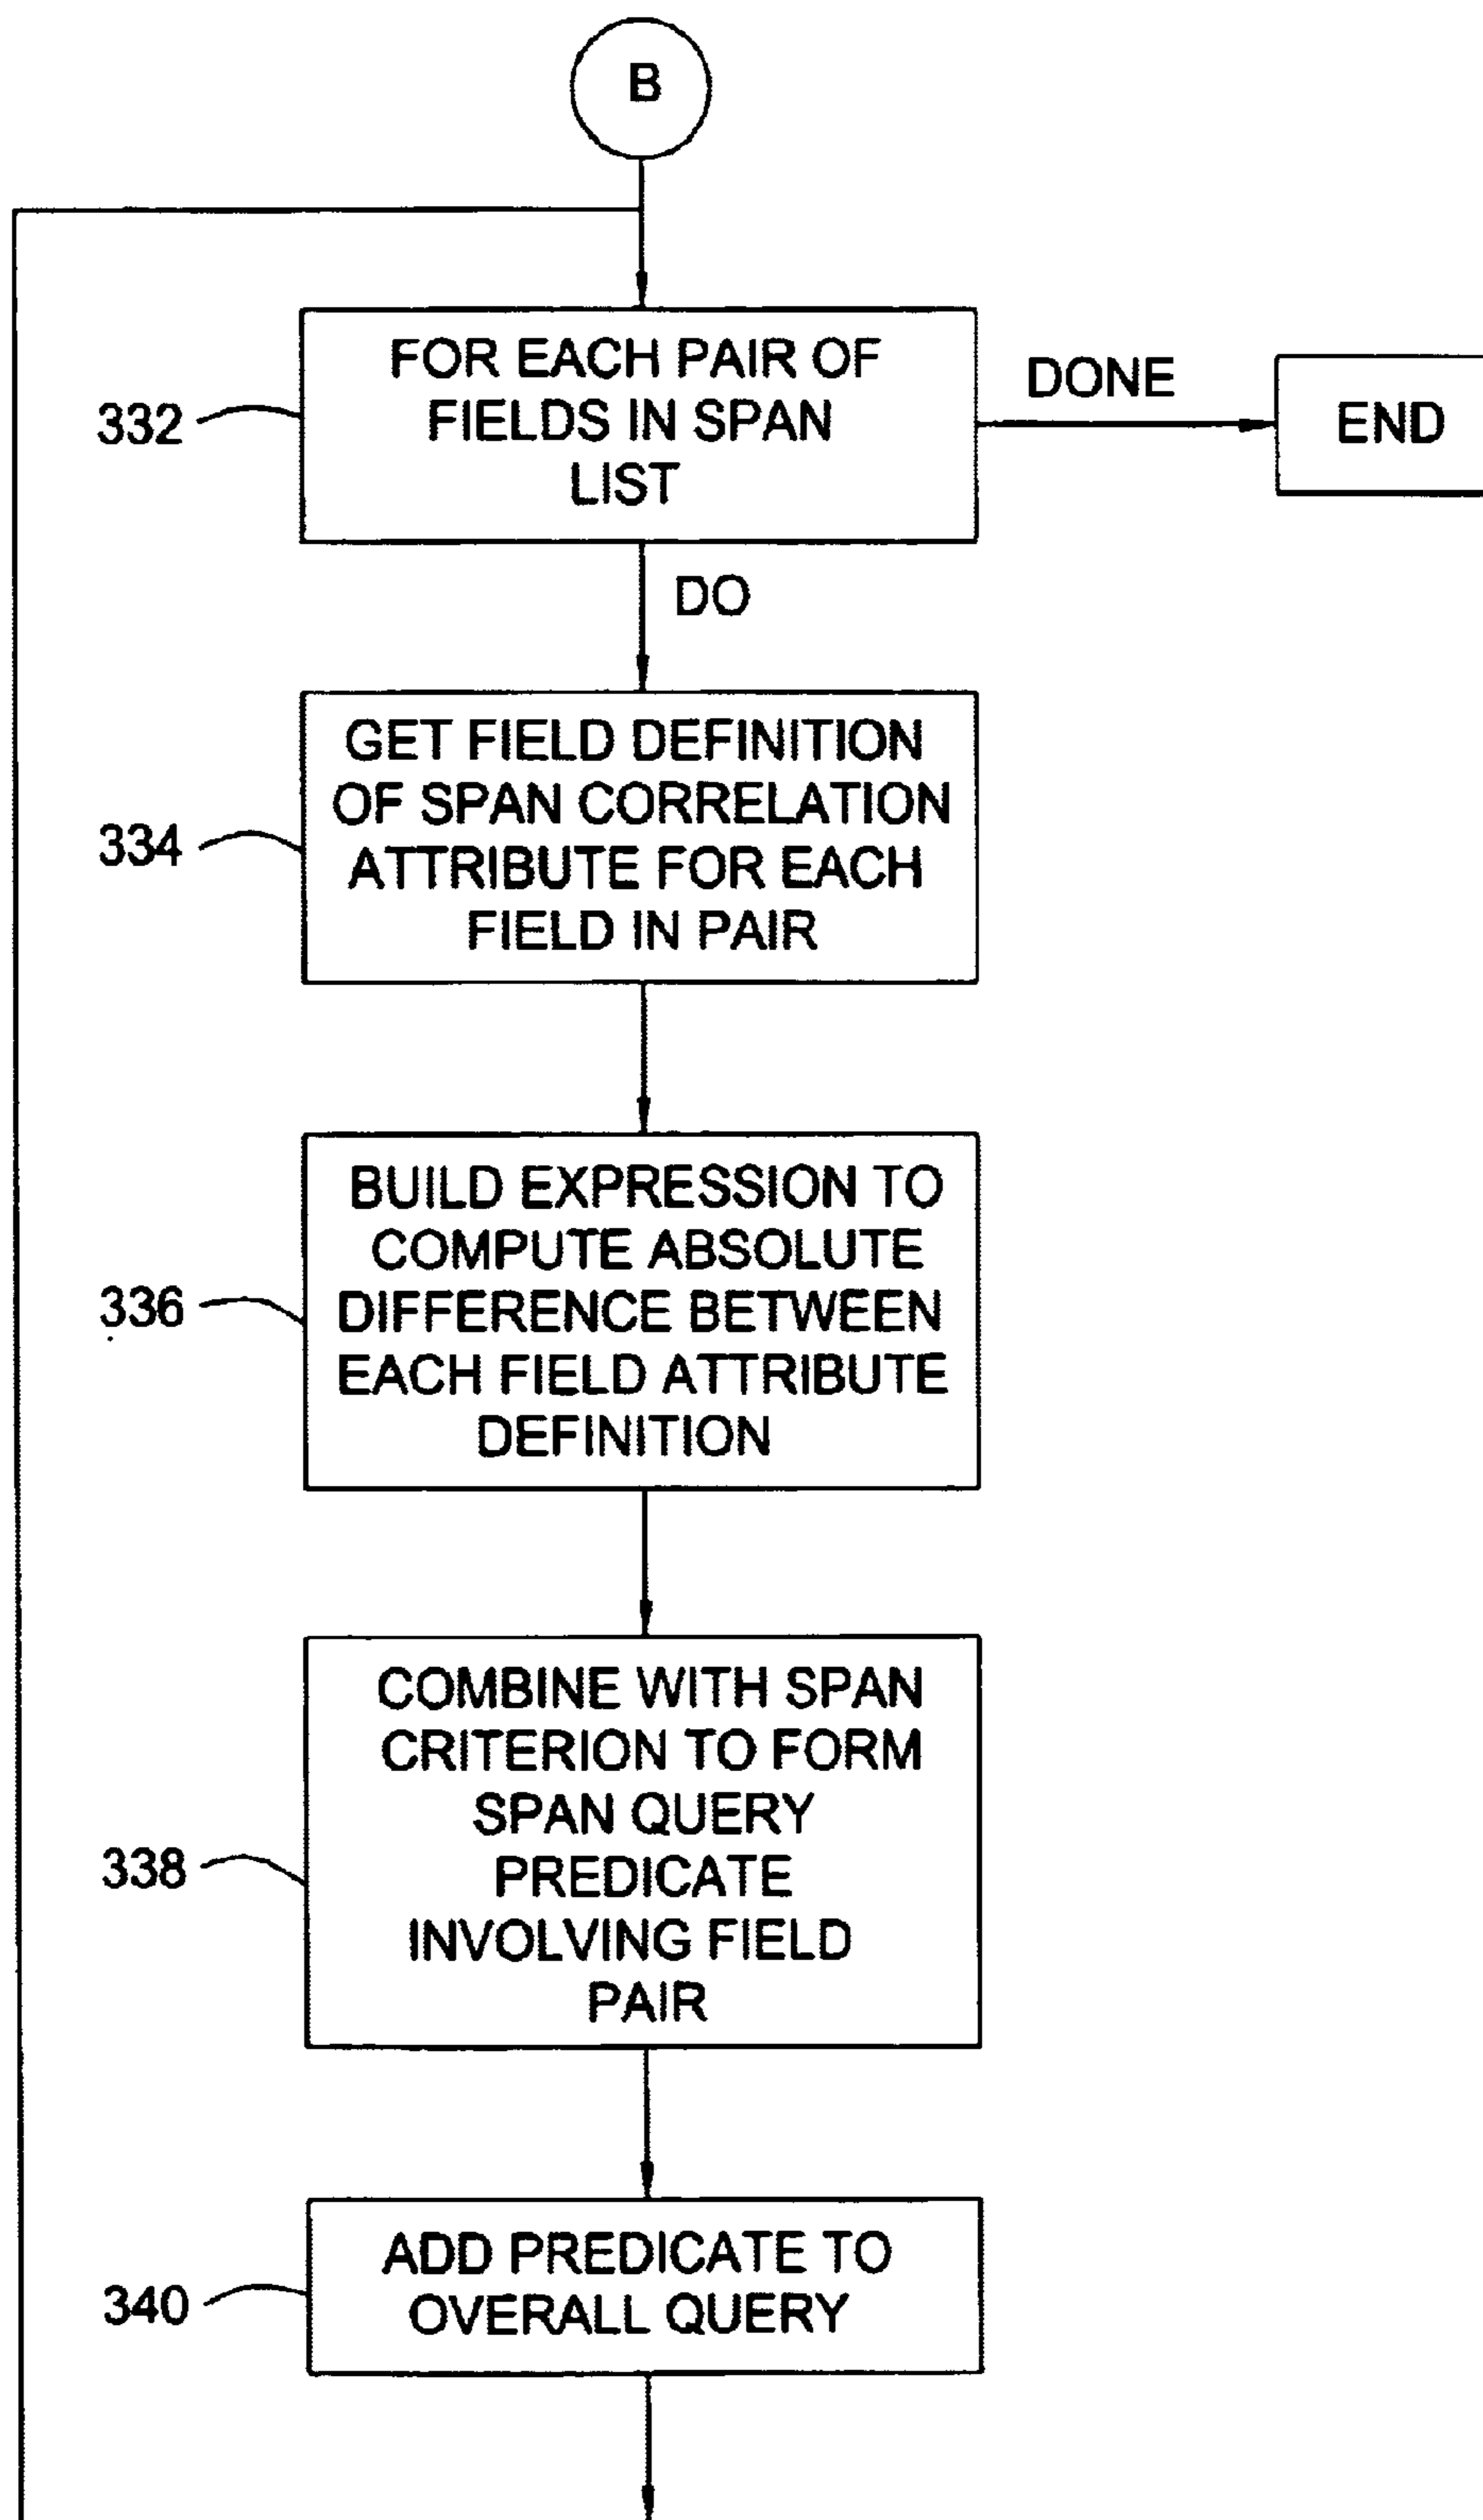 B
FOR EACH PAIR OF
FIELDS IN SPAN
LIST
332
DONE
END
DO
GET FIELD DEFINITION
OF SPAN CORRELATION
ATTRIBUTE FOR EACH
FIELD IN PAIR
334
BUILD EXPRESSION TO
COMPUTE ABSOLUTE
DIFFERENCE BETWEEN
EACH FIELD ATTRIBUTE
DEFINITION
336
COMBINE WITH SPAN
CRITERION TO FORM
SPAN QUERY
PREDICATE
INVOLVING FIELD
PAIR
338
ADD PREDICATE TO
OVERALL QUERY
340